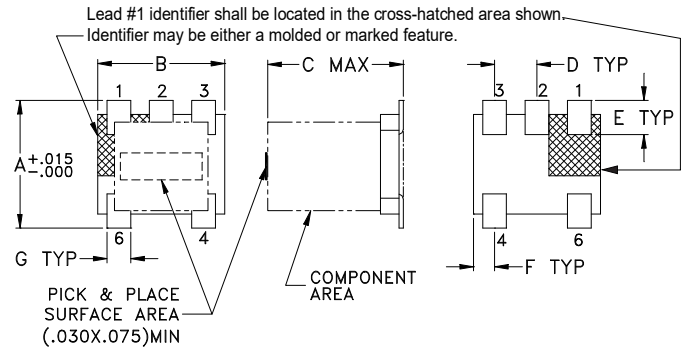 Lead #1 identifier shall be located in the cross-hatched area shown.
Identifier may be either a molded or marked feature.
B
C MAX
D TYP
1 2 3
3 2 1
E TYP
A +.015
-.000
6 4
4 6
G TYP
F TYP
COMPONENT
AREA
PICK & PLACE
SURFACE AREA
(.030X.075)MIN